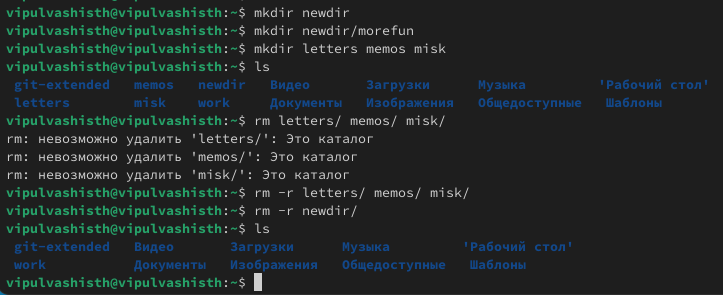 vipulvashisth@vipulvashisth:~$ mkdir newdir
vipulvashisth@vipulvashisth:~$ mkdir newdir/morefun
vipulvashisth@vipulvashisth:~$ mkdir letters memos misk
vipulvashisth@vipulvashisth:~$ ls
git-extended memos newdir Видео Загрузки Музыка 'Рабочий стол'
letters misk work Документы Изображения Общедоступные Шаблоны
vipulvashisth@vipulvashisth:~$ rm letters/ memos/ misk/
rm: невозможно удалить 'letters/': Это каталог
rm: невозможно удалить 'memos/': Это каталог
rm: невозможно удалить 'misk/': Это каталог
vipulvashisth@vipulvashisth:~$ rm -r letters/ memos/ misk/
vipulvashisth@vipulvashisth:~$ rm -r newdir/
vipulvashisth@vipulvashisth:~$ ls
git-extended Видео Загрузки Музыка 'Рабочий стол'
work Документы Изображения Общедоступные Шаблоны
vipulvashisth@vipulvashisth:~$